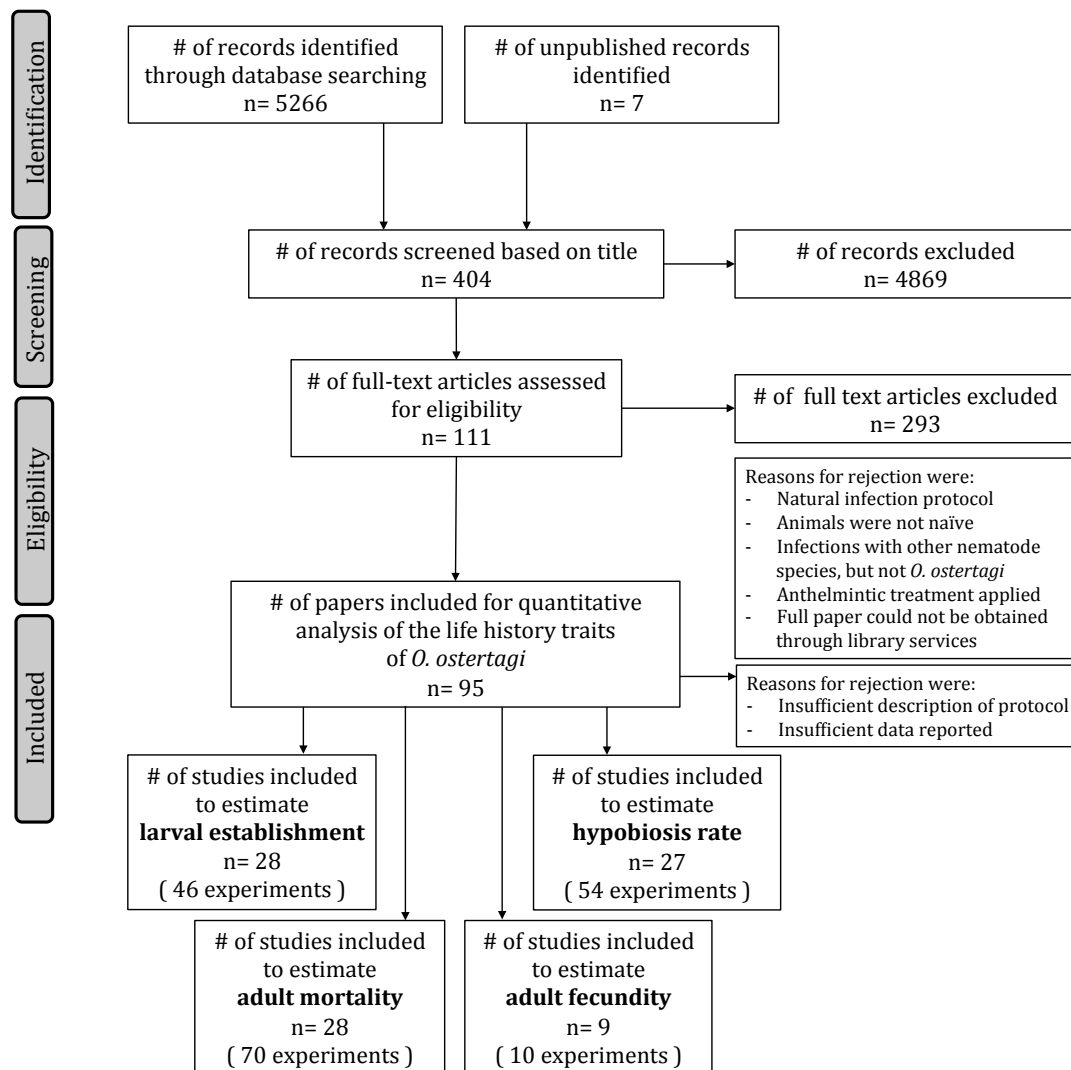 Identification
# of records identified
through database searching
n= 5266
# of unpublished records
identified
n= 7
Screening
# of records screened based on title
n= 404
# of records excluded
n= 4869
Eligibility
# of full-text articles assessed
for eligibility
n= 111
# of  full text articles excluded
n= 293
Reasons for rejection were:
- Natural infection protocol
- Animals were not naïve
- Infections with other nematode
species, but not O. ostertagi
- Anthelmintic treatment applied
- Full paper could not be obtained
through library services
Included
# of papers included for quantitative
analysis of the life history traits
of O. ostertagi
n= 95
Reasons for rejection were:
- Insufficient description of protocol
- Insufficient data reported
# of studies included
to estimate
larval establishment
n= 28
( 46 experiments )
# of studies included
to estimate
hypobiosis rate
n= 27
( 54 experiments )
# of studies included
to estimate
adult mortality
n= 28
( 70 experiments )
# of studies included
to estimate
adult fecundity
n= 9
( 10 experiments )